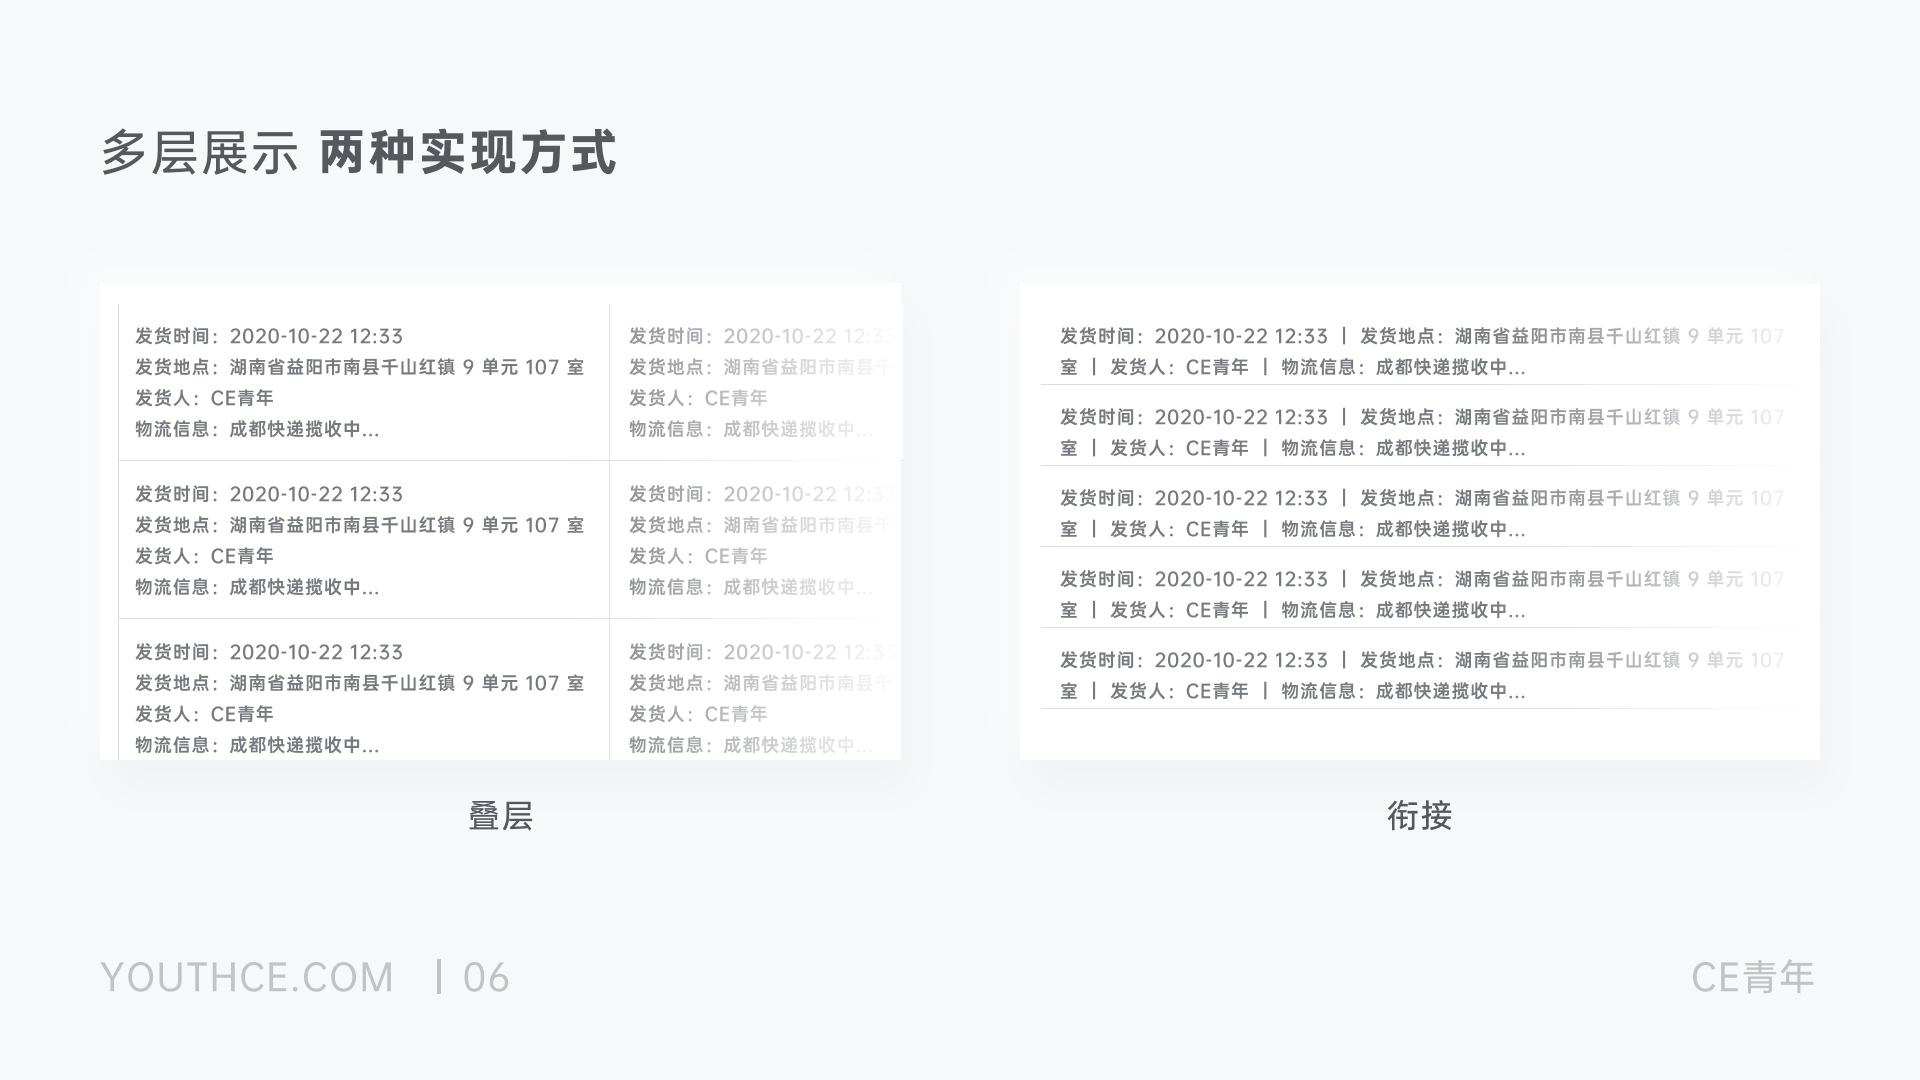 多层展示 两种实现方式
发货时间：2020-10-22 12:33
发货地点：湖南省益阳市南县千山红镇 9 单元 107 室
发货人：CE青年
物流信息：成都快递揽收中...
发货时间：2020-10-22 12:33
发货地点：湖南省益阳市南县千山红镇 9 单元 107 室
发货人：CE青年
物流信息：成都快递揽收中...
发货时间：2020-10-22 12:33
发货地点：湖南省益阳市南县千山红镇 9 单元 107 室
发货人：CE青年
物流信息：成都快递揽收中...
发货时间：2020-10-22 12:33
发货地点：湖南省益阳市南县千
发货人：CE青年
物流信息：成都快递揽收中...
发货时间：2020-10-22 12:33
发货地点：湖南省益阳市南县千
发货人：CE青年
物流信息：成都快递揽收中...
发货时间：2020-10-22 12:33
发货地点：湖南省益阳市南县千
发货人：CE青年
物流信息：成都快递揽收中...
叠层
发货时间：2020-10-22 12:33 | 发货地点：湖南省益阳市南县千山红镇 9 单元 107
室 | 发货人：CE青年 | 物流信息：成都快递揽收中...
发货时间：2020-10-22 12:33 | 发货地点：湖南省益阳市南县千山红镇 9 单元 107
室 | 发货人：CE青年 | 物流信息：成都快递揽收中...
发货时间：2020-10-22 12:33 | 发货地点：湖南省益阳市南县千山红镇 9 单元 107
室 | 发货人：CE青年 | 物流信息：成都快递揽收中...
发货时间：2020-10-22 12:33 | 发货地点：湖南省益阳市南县千山红镇 9 单元 107
室 | 发货人：CE青年 | 物流信息：成都快递揽收中...
发货时间：2020-10-22 12:33 | 发货地点：湖南省益阳市南县千山红镇 9 单元 107
室 | 发货人：CE青年 | 物流信息：成都快递揽收中...
衔接
YOUTHCE.COM | 06
CE青年